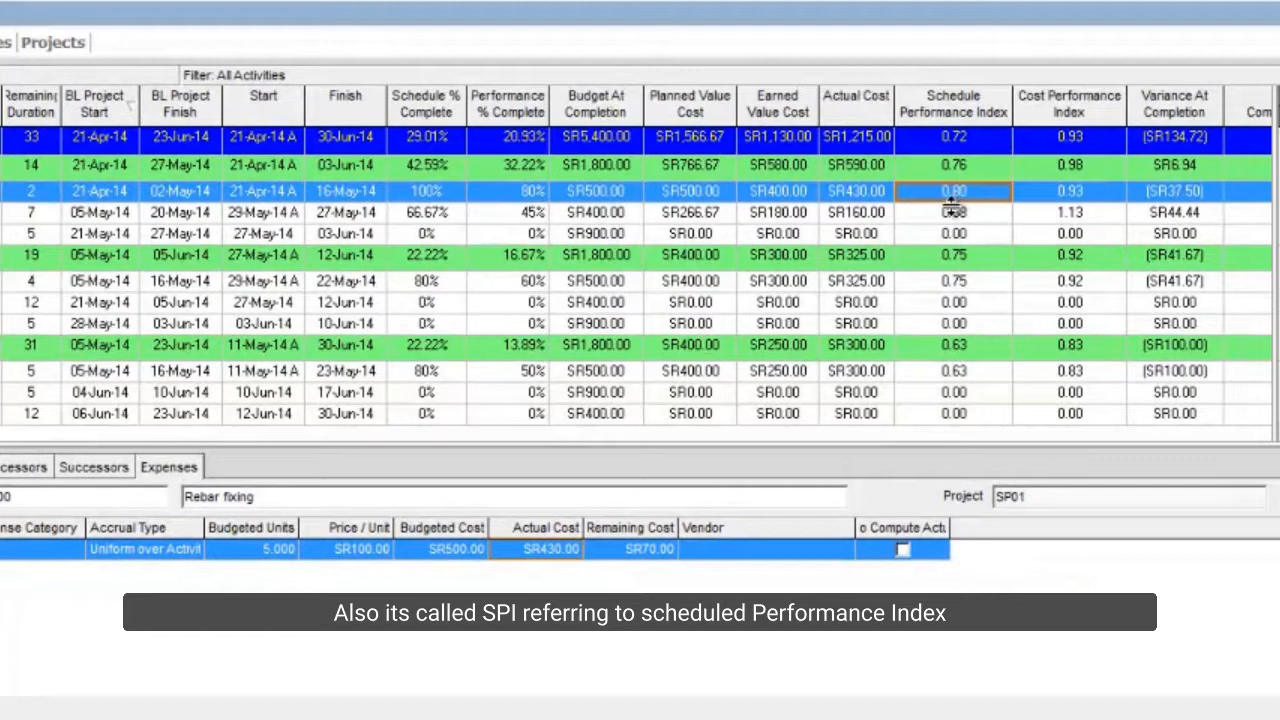 es Projects
Filter: All Activities
Remaining Duration BL Project Start BL Project Finish Start Finish Schedule % Complete Performance % Complete Budget At Completion Planned Value Cost Earned Value Cost Actual Cost Schedule Performance Index Cost Performance Index Variance At Completion Com
33 21-Apr-14 23-Jun-14 21-Apr-14 A 30-Jun-14 29.01% 20.93% SR5,400.00 SR1,566.67 SR1,130.00 SR1,215.00 0.72 0.93 (SR134.72)
14 21-Apr-14 27-May-14 21-Apr-14 A 03-Jun-14 42.59% 32.22% SR1,800.00 SR766.67 SR580.00 SR590.00 0.76 0.98 SR6.94
2 21-Apr-14 02-May-14 21-Apr-14 A 16-May-14 100% 80% SR500.00 SR500.00 SR400.00 SR430.00 0.80 0.93 (SR37.50)
7 05-May-14 20-May-14 29-May-14 A 27-May-14 66.67% 45% SR400.00 SR266.67 SR180.00 SR160.00 1.13 SR44.44
5 21-May-14 27-May-14 27-May-14 03-Jun-14 0% 0% SR900.00 SR0.00 SR0.00 SR0.00 0.00 0.00 SR0.00
19 05-May-14 05-Jun-14 27-May-14 A 12-Jun-14 22.22% 16.67% SR1,800.00 SR400.00 SR300.00 SR325.00 0.75 0.92 (SR41.67)
4 05-May-14 16-May-14 29-May-14 A 22-May-14 80% 60% SR500.00 SR400.00 SR300.00 SR325.00 0.75 0.92 (SR41.67)
12 21-May-14 05-Jun-14 27-May-14 12-Jun-14 0% 0% SR400.00 SR0.00 SR0.00 SR0.00 0.00 0.00 SR0.00
5 28-May-14 03-Jun-14 03-Jun-14 10-Jun-14 0% 0% SR900.00 SR0.00 SR0.00 SR0.00 0.00 0.00 SR0.00
31 05-May-14 23-Jun-14 11-May-14 A 30-Jun-14 22.22% 13.89% SR1,800.00 SR400.00 SR250.00 SR300.00 0.63 0.83 (SR100.00)
5 05-May-14 16-May-14 11-May-14 A 23-May-14 80% 50% SR500.00 SR400.00 SR250.00 SR300.00 0.63 0.83 (SR100.00)
5 04-Jun-14 10-Jun-14 10-Jun-14 17-Jun-14 0% 0% SR900.00 SR0.00 SR0.00 SR0.00 0.00 0.00 SR0.00
12 06-Jun-14 23-Jun-14 12-Jun-14 30-Jun-14 0% 0% SR400.00 SR0.00 SR0.00 SR0.00 0.00 0.00 SR0.00
cessors Successors Expenses
00 Rebar fixing Project SP01
nse Category Accrual Type Budgeted Units Price / Unit Budgeted Cost Actual Cost Remaining Cost Vendor o Compute Actu
Uniform over Activit 5.000 SR100.00 SR500.00 SR430.00 SR70.00
Also its called SPI referring to scheduled Performance Index